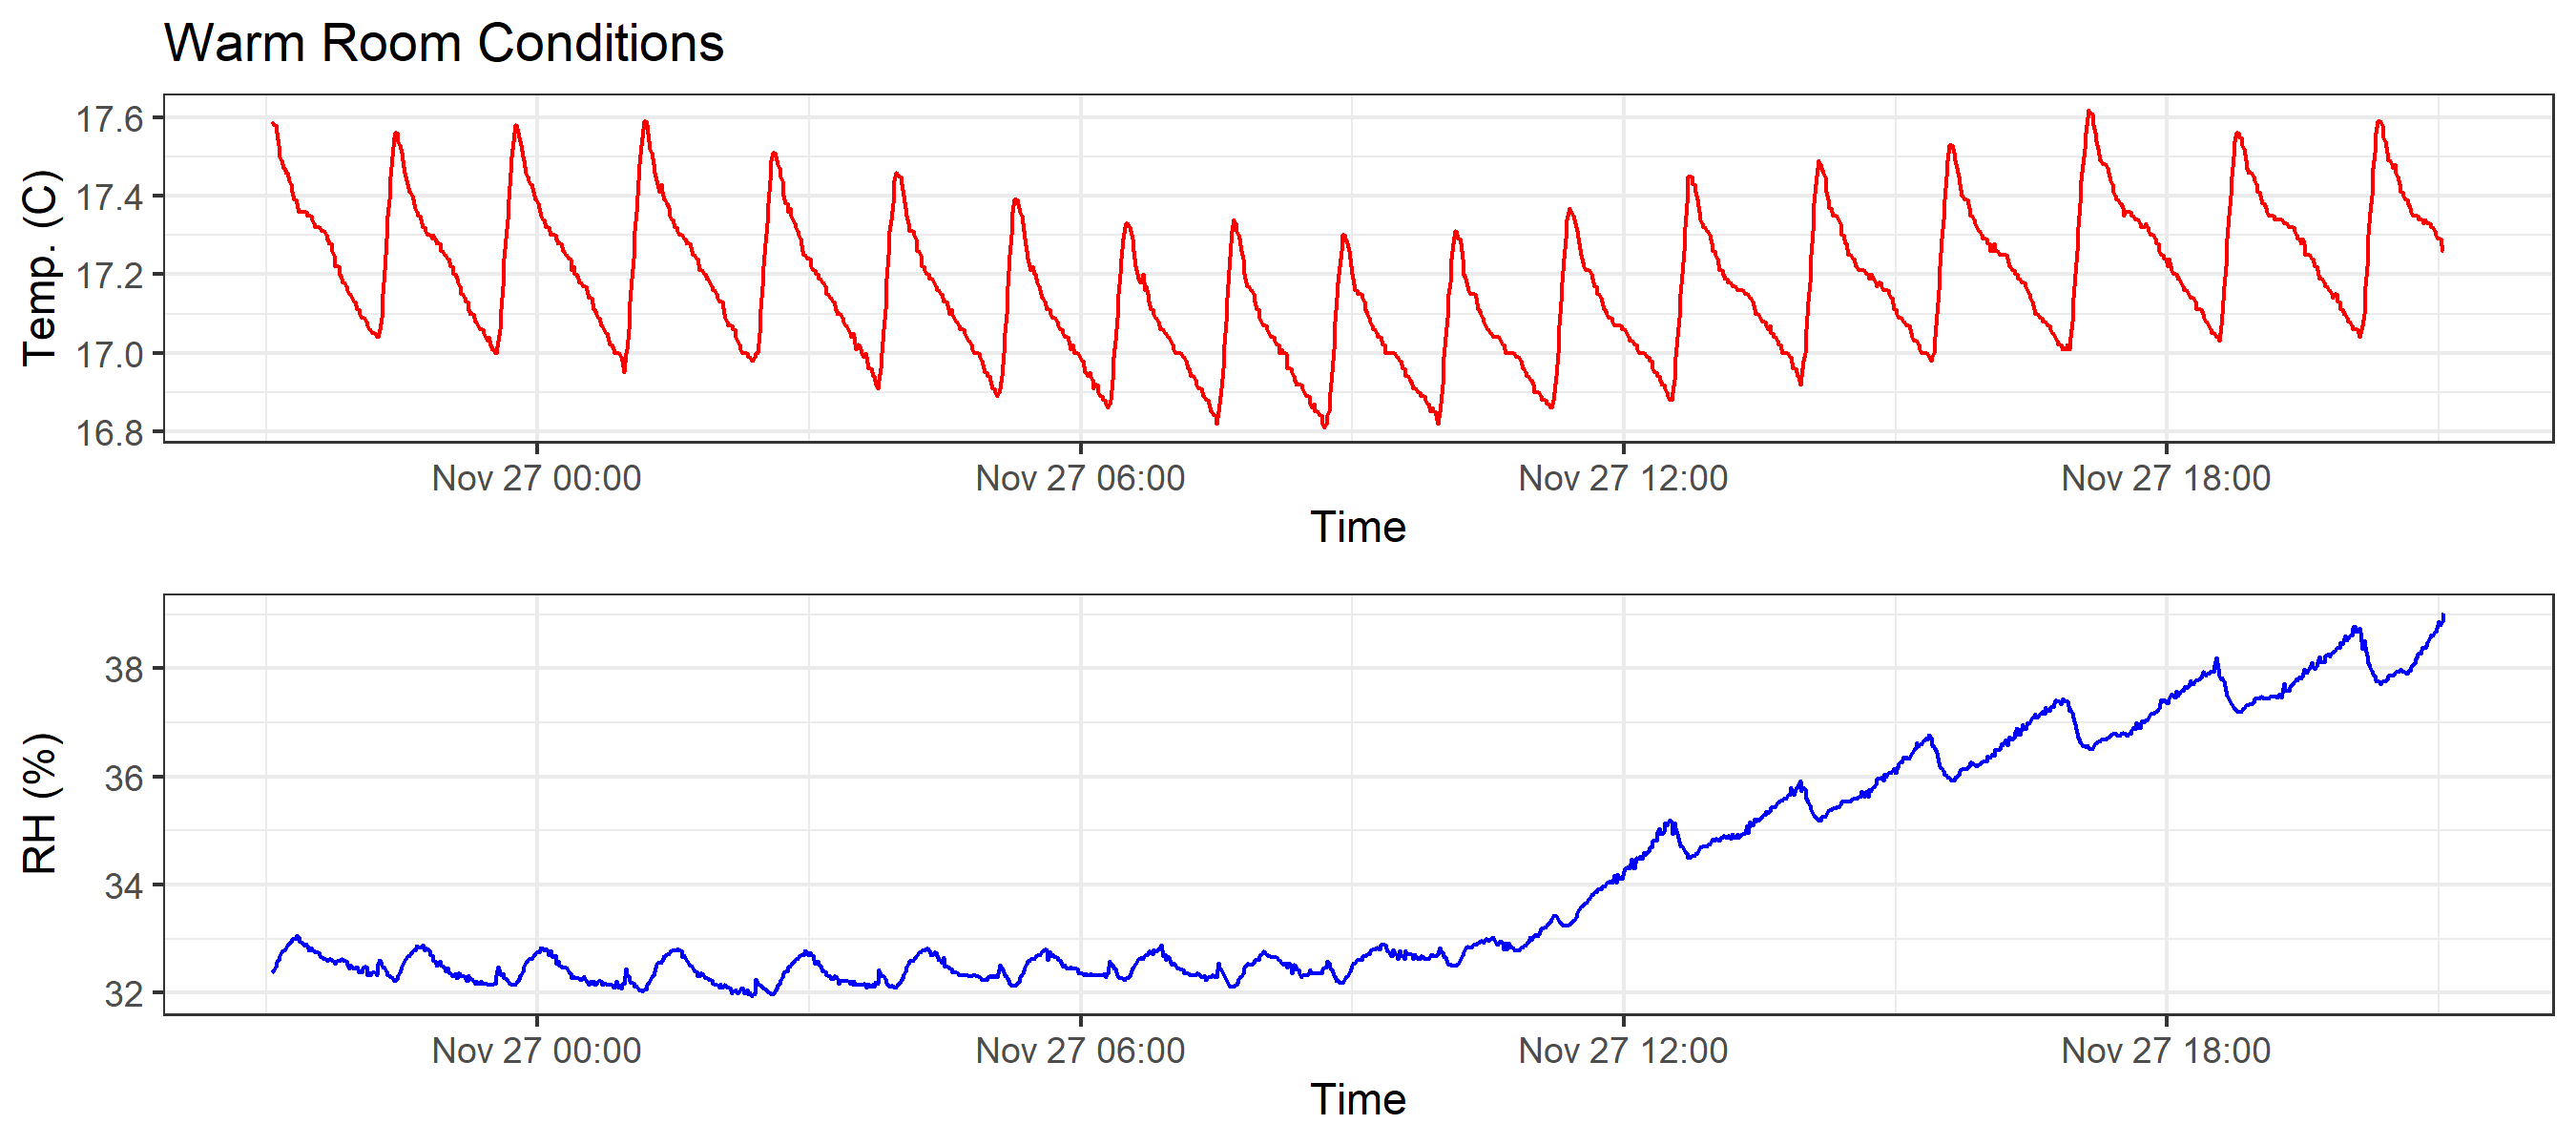 Warm Room Conditions
Temp. (C)
17.6
17.4
17.2
17.0
16.8
Nov 27 00:00 Nov 27 06:00 Nov 27 12:00 Nov 27 18:00
Time
RH (%)
38
36
34
32
Nov 27 00:00 Nov 27 06:00 Nov 27 12:00 Nov 27 18:00
Time